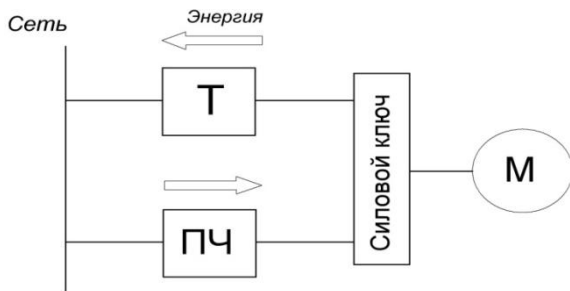 Сеть
Энергия
Т
Силовой ключ
М
ПЧ